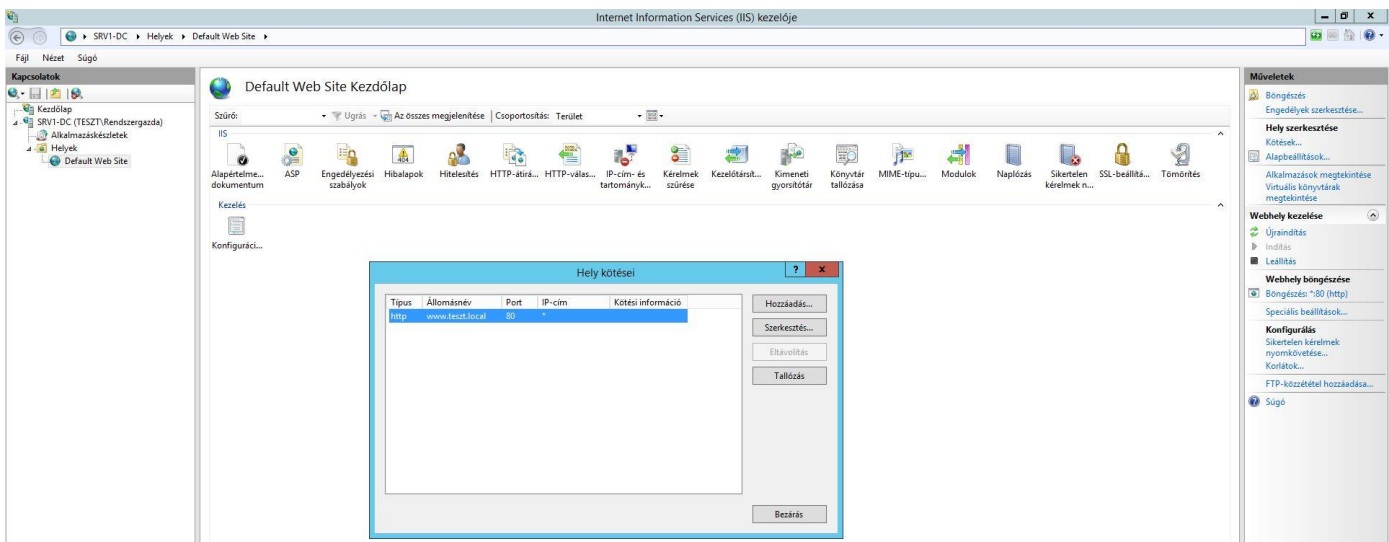 Internet Information Services (IIS) kezelője
SRV1-DC ▸ Helyek ▸ Default Web Site ▸
Fájl Nézet Súgó
Kapcsolatok
Kezdőlap
SRV1-DC (TESZT\Rendszergazda)
Alkalmazáskészletek
Helyek
Default Web Site
Default Web Site Kezdőlap
Szűrő: Ugrás Az összes megjelenítése Csoportosítás: Terület
IIS
Alapértelme... dokumentum
ASP
Engedélyezési szabályok
Hibalapok
Hitelesítés
HTTP-átirá...
HTTP-válas...
IP-cím- és tartományk...
Kérelmek szűrése
Kezelőtársít...
Kimeneti gyorsítótár
Könyvtár tallózása
MIME-típu...
Modulok
Naplózás
Sikertelen kérelmek n...
SSL-beállítá...
Tömörítés
Kezelés
Konfiguráci...
Hely kötései
Típus Állomásnév Port IP-cím Kötési információ
http www.teszt.local 80 *
Hozzáadás...
Szerkesztés...
Eltávolítás
Tallózás
Bezárás
Műveletek
Böngészés
Engedélyek szerkesztése...
Hely szerkesztése
Kötések...
Alapbeállítások...
Alkalmazások megtekintése
Virtuális könyvtárak
megtekintése
Webhely kezelése
Újraindítás
Indítás
Leállítás
Webhely böngészése
Böngészés: *:80 (http)
Speciális beállítások...
Konfigurálás
Sikertelen kérelmek
nyomkövetése...
Korlátok...
FTP-közzététel hozzáadása...
Súgó